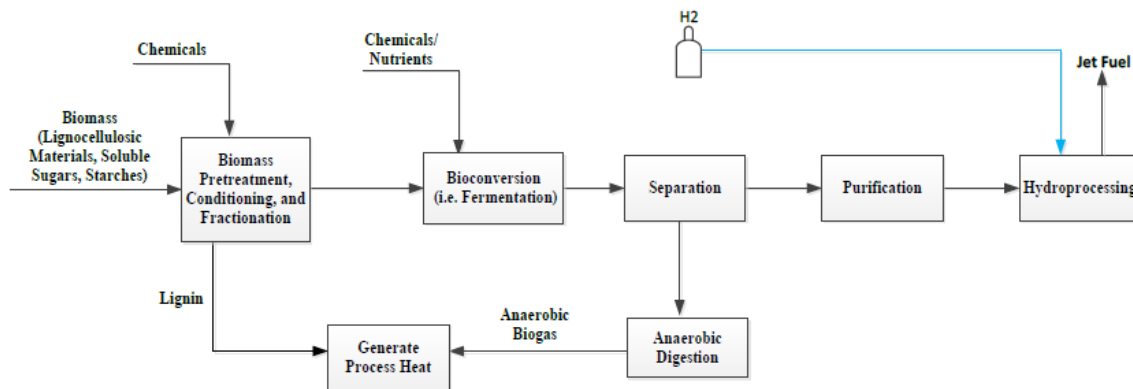 H2
Chemicals
Chemicals/
Nutrients
Jet Fuel
Biomass
(Lignocellulosic
Materials, Soluble
Sugars, Starches)
Biomass
Pretreatment,
Conditioning, and
Fractionation
Bioconversion
(i.e. Fermentation)
Separation
Purification
Hydroprocessing
Lignin
Anaerobic
Biogas
Generate
Process Heat
Anaerobic
Digestion